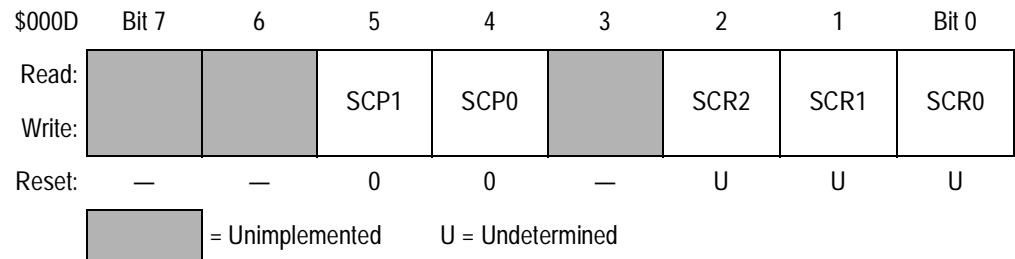 $000D Bit 7 6 5 4 3 2 1 Bit 0
Read:
SCP1 SCP0 SCR2 SCR1 SCR0
Write:
Reset: — — 0 0 — U U U
= Unimplemented U = Undetermined